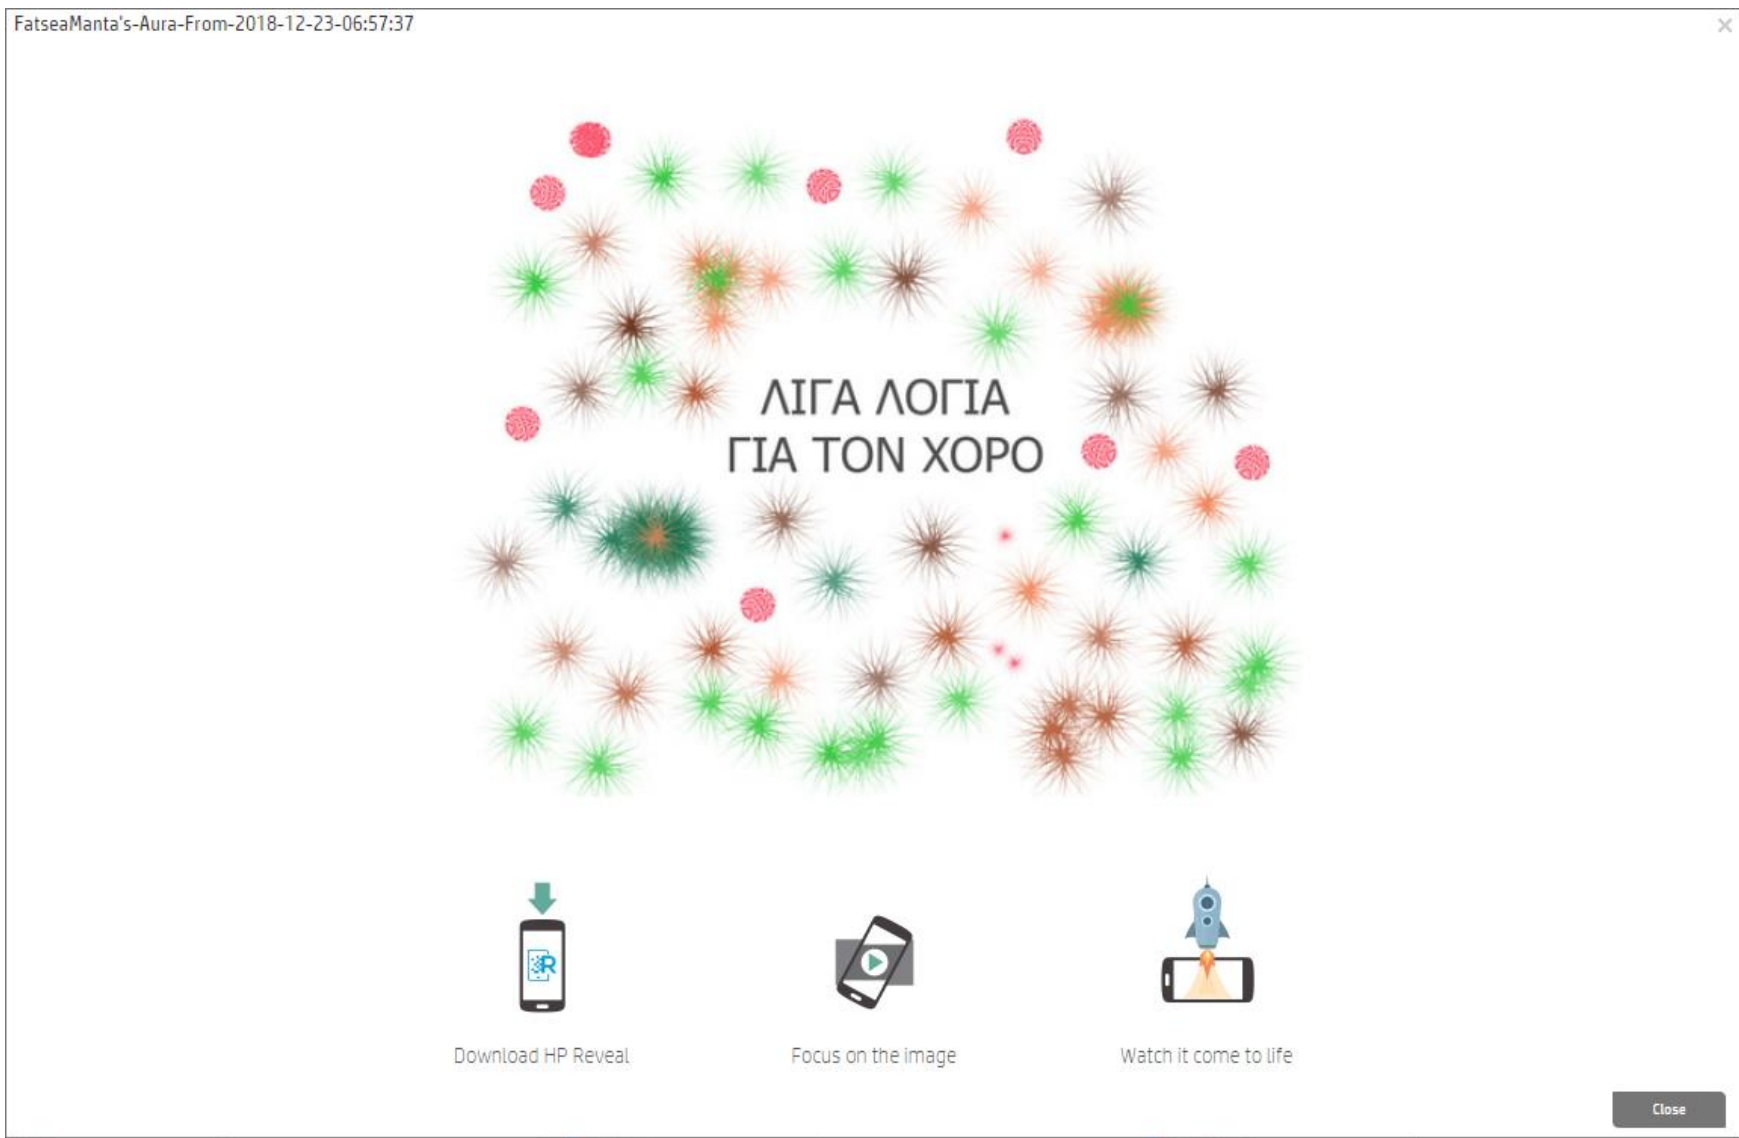 FatseaManta's-Aura-From-2018-12-23-06:57:37
ΛΙΓΑ ΛΟΓΙΑ
ΓΙΑ ΤΟΝ ΧΟΡΟ
R
Download HP Reveal
Focus on the image
Watch it come to life
Close